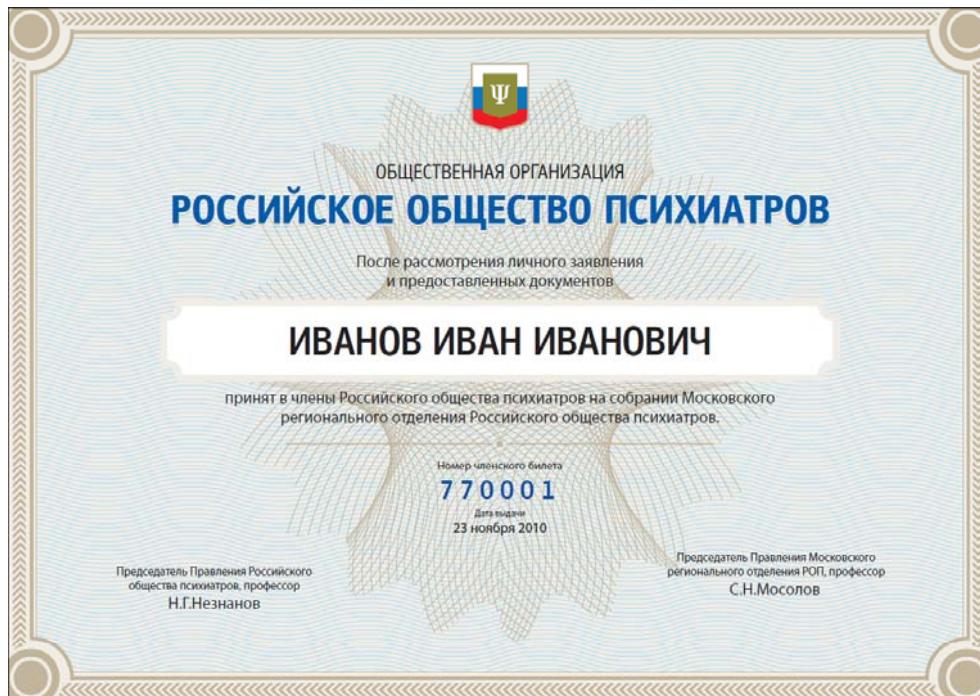 Ψ
ОБЩЕСТВЕННАЯ ОРГАНИЗАЦИЯ
РОССИЙСКОЕ ОБЩЕСТВО ПСИХИАТРОВ
После рассмотрения личного заявления
и предоставленных документов
ИВАНОВ ИВАН ИВАНОВИЧ
принят в члены Российского общества психиатров на собрании Московского
регионального отделения Российского общества психиатров.
Номер членского билета
770001
Дата выдачи
23 ноября 2010
Председатель Правления Российского
общества психиатров, профессор
Н.Г.Незнанов
Председатель Правления Московского
регионального отделения РОП, профессор
С.Н.Мосолов